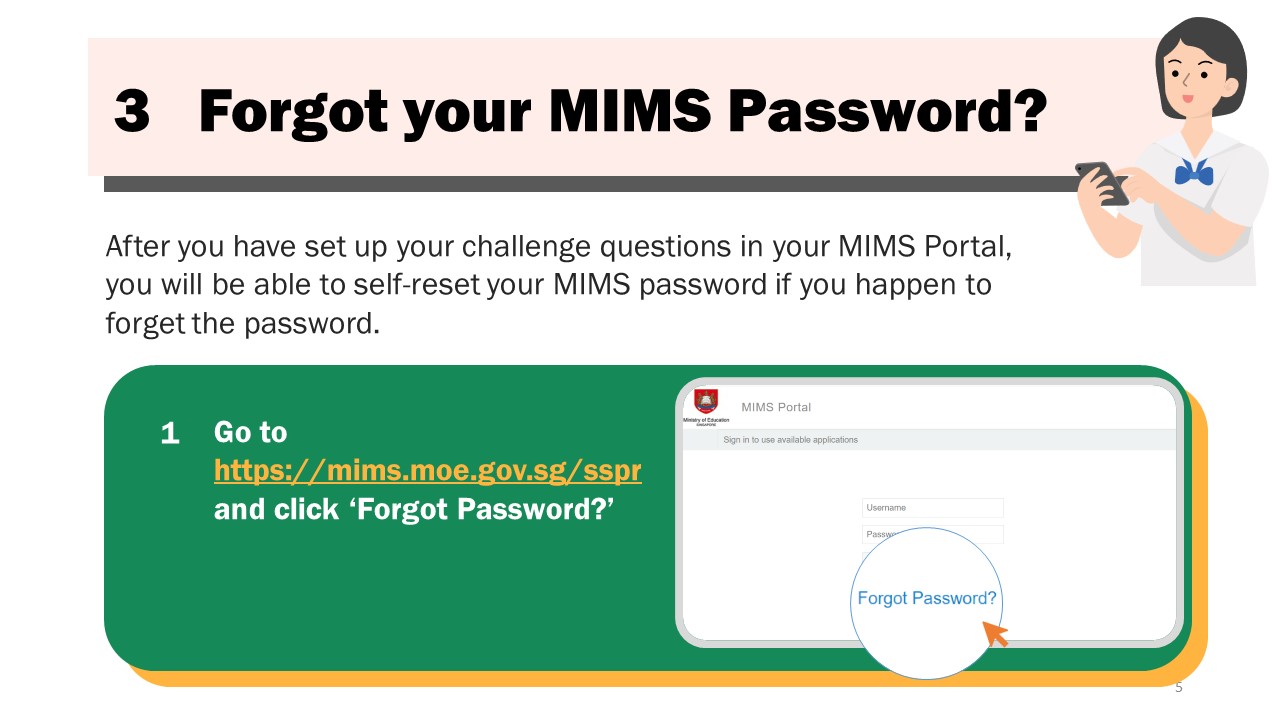 3 Forgot your MIMS Password?
After you have set up your challenge questions in your MIMS Portal,
you will be able to self-reset your MIMS password if you happen to
forget the password.
1 Go to
https://mims.moe.gov.sg/sspr
and click ‘Forgot Password?’
Ministry of Education
SINGAPORE
MIMS Portal
Sign in to use available applications
Username
Passwo
Forgot Password?
5